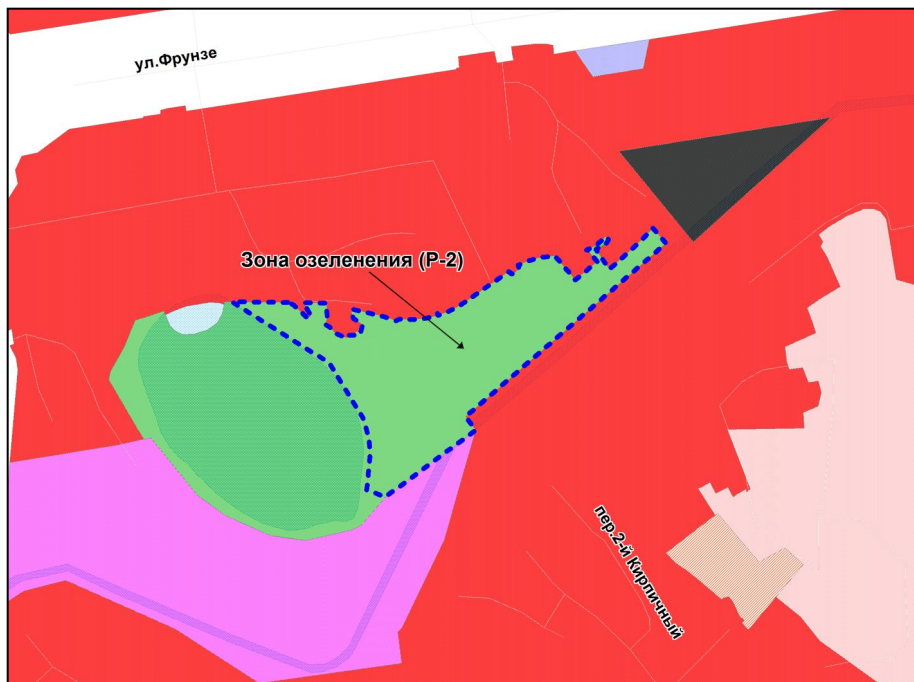 ул.Фрунзе
Зона озеленения (Р-2)
пер.2-й Кирпичный